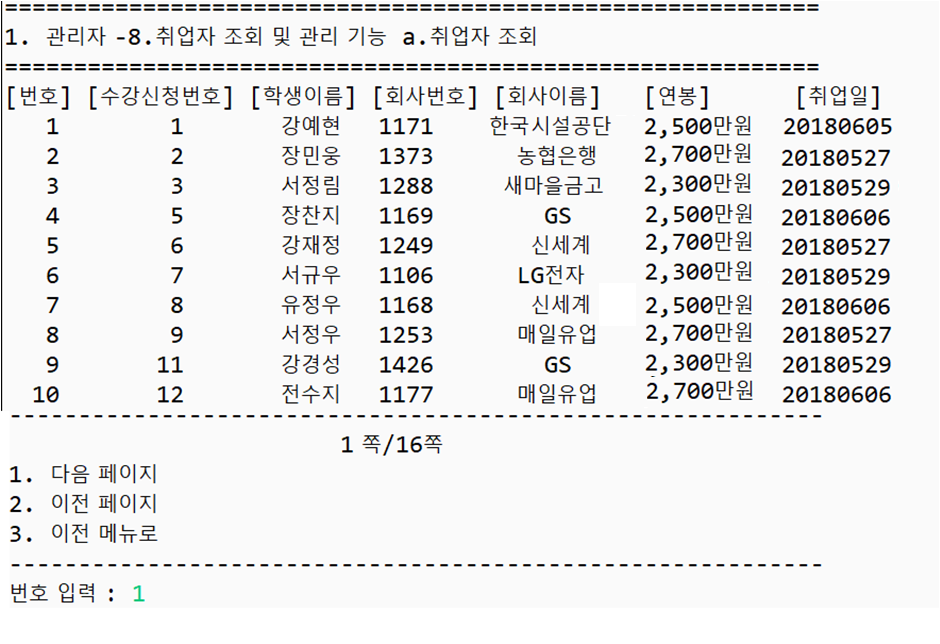 ===========================================================
1. 관리자 -8.취업자 조회 및 관리 기능 a.취업자 조회
===========================================================
[번호] [수강신청번호] [학생이름] [회사번호] [회사이름] [연봉] [취업일]
1 1 강예현 1171 한국시설공단 2,500만원 20180605
2 2 장민웅 1373 농협은행 2,700만원 20180527
3 3 서정림 1288 새마을금고 2,300만원 20180529
4 5 장찬지 1169 GS 2,500만원 20180606
5 6 강재정 1249 신세계 2,700만원 20180527
6 7 서규우 1106 LG전자 2,300만원 20180529
7 8 유정우 1168 신세계 2,500만원 20180606
8 9 서정우 1253 매일유업 2,700만원 20180527
9 11 강경성 1426 GS 2,300만원 20180529
10 12 전수지 1177 매일유업 2,700만원 20180606
-----------------------------------------------------------
1 쪽/16쪽
1. 다음 페이지
2. 이전 페이지
3. 이전 메뉴로
-----------------------------------------------------------
번호 입력 : 1